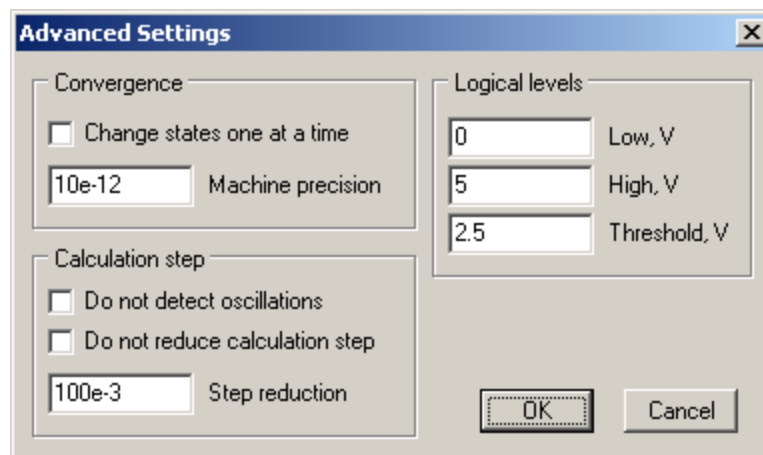 Advanced Settings
Convergence
Change states one at a time
10e-12 Machine precision
Calculation step
Do not detect oscillations
Do not reduce calculation step
100e-3 Step reduction
Logical levels
0 Low, V
5 High, V
2.5 Threshold, V
OK Cancel